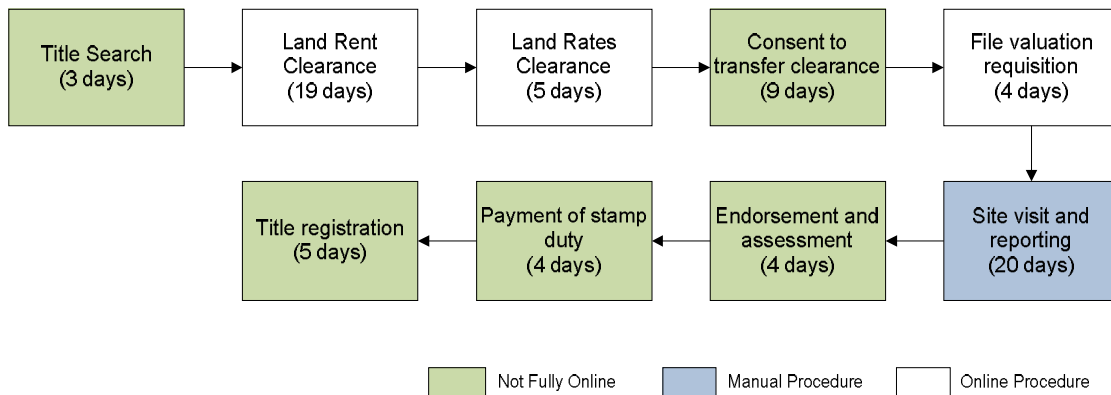 Title Search
(3 days)
Land Rent
Clearance
(19 days)
Land Rates
Clearance
(5 days)
Consent to
transfer clearance
(9 days)
File valuation
requisition
(4 days)
Title registration
(5 days)
Payment of stamp
duty
(4 days)
Endorsement and
assessment
(4 days)
Site visit and
reporting
(20 days)
Not Fully Online
Manual Procedure
Online Procedure